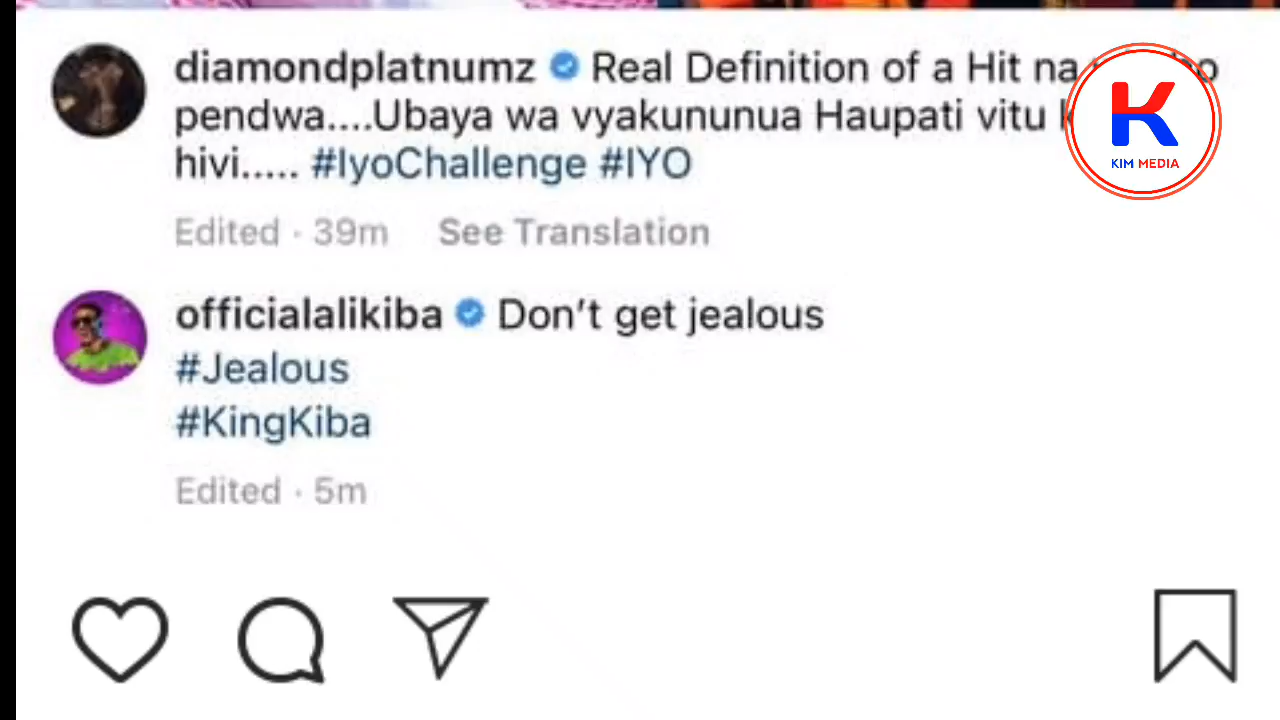 diamondplatnumz Real Definition of a Hit na
pendwa....Ubaya wa vyakununua Haupati vitu
hivi..... #IyoChallenge #IYO
Edited · 39m See Translation
officialalikiba Don't get jealous
#Jealous
#KingKiba
Edited · 5m
K
KIM MEDIA